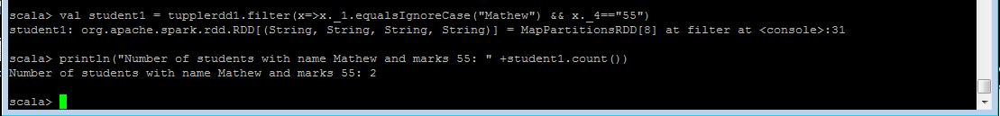 scala> val student1 = tupplerdd1.filter(x=>x._1.equalsIgnoreCase("Mathew") && x._4=="55")
student1: org.apache.spark.rdd.RDD[(String, String, String, String)] = MapPartitionsRDD[8] at filter at <console>:31
scala> println("Number of students with name Mathew and marks 55: " +student1.count())
Number of students with name Mathew and marks 55: 2
scala>